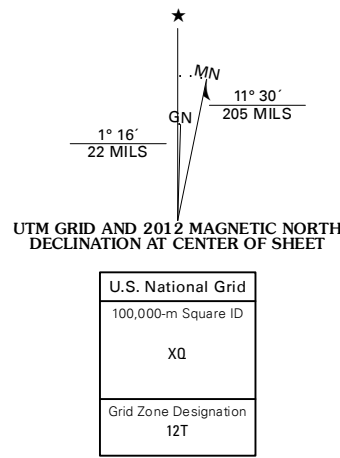 ★
MN
GN
11° 30´
205 MILS
1° 16´
22 MILS
UTM GRID AND 2012 MAGNETIC NORTH
DECLINATION AT CENTER OF SHEET
U.S. National Grid
100,000-m Square ID
XQ
Grid Zone Designation
12T